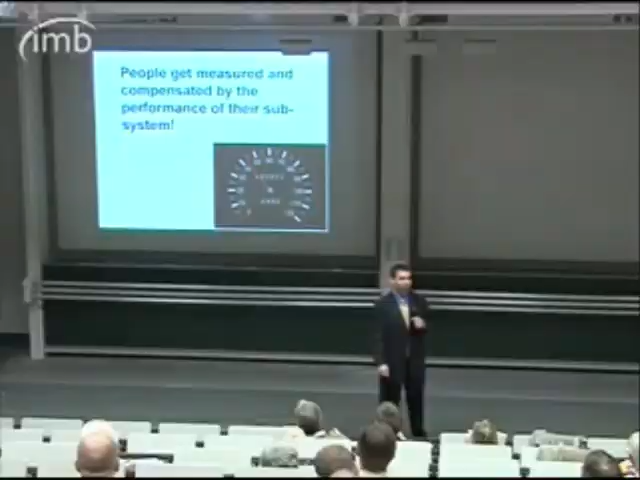 imb
People get measured and
compensated by the
performance of their sub-
system!